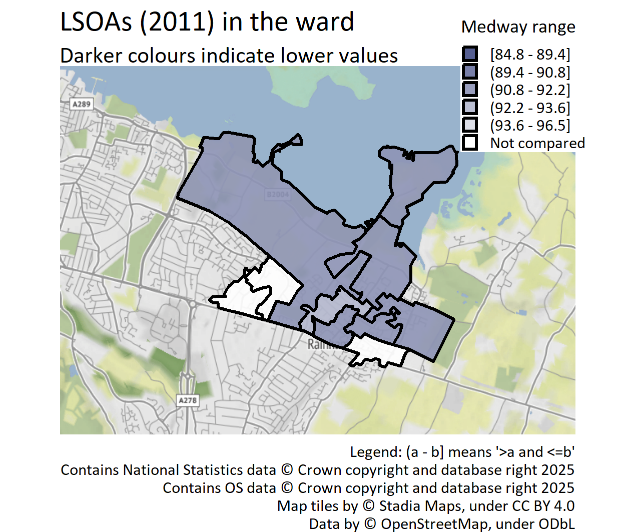 LSOAs (2011) in the ward
Darker colours indicate lower values
Medway range
[84.8 - 89.4]
(89.4 - 90.8]
(90.8 - 92.2]
(92.2 - 93.6]
(93.6 - 96.5]
Not compared
A289
A278
Legend: (a - b] means '>a and <=b'
Contains National Statistics data © Crown copyright and database right 2025
Contains OS data © Crown copyright and database right 2025
Map tiles by © Stadia Maps, under CC BY 4.0
Data by © OpenStreetMap, under ODbL